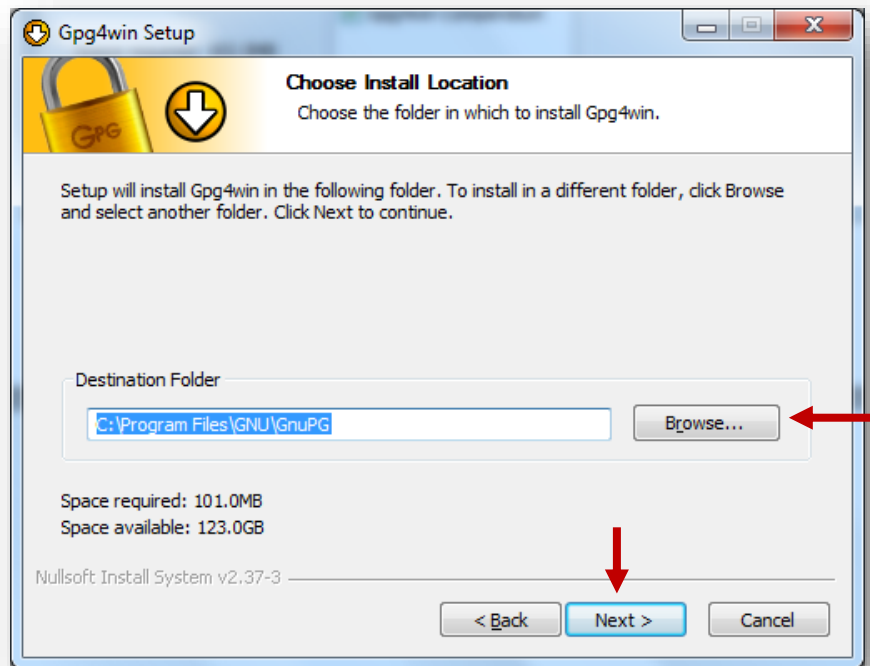 Gpg4win Setup
Choose Install Location
Choose the folder in which to install Gpg4win.
GPG
Setup will install Gpg4win in the following folder. To install in a different folder, click Browse
and select another folder. Click Next to continue.
Destination Folder
C:\Program Files\GNU\GnuPG
Browse...
Space required: 101.0MB
Space available: 123.0GB
Nullsoft Install System v2.37-3
< Back
Next >
Cancel